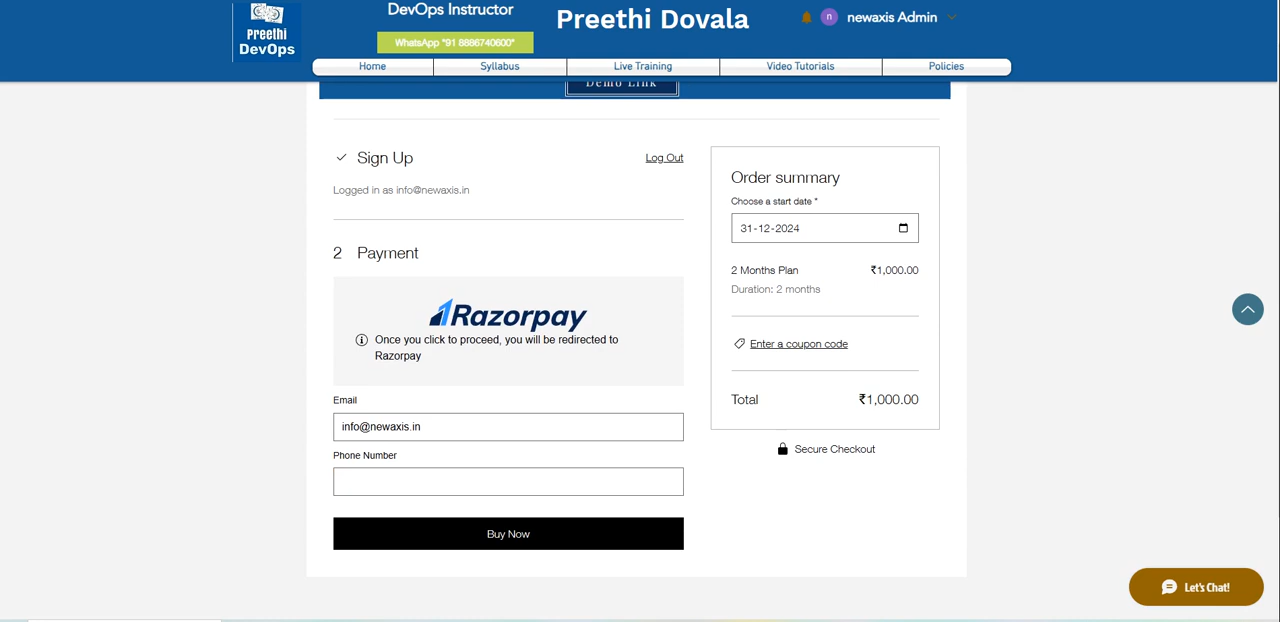 Preethi
DevOps
DevOps Instructor
WhatsApp "91 8886740600"
Preethi Dovala
n
newaxis Admin
Home
Syllabus
Live Training
Video Tutorials
Policies
Demo Link
Sign Up
Log Out
Logged in as info@newaxis.in
2 Payment
Razorpay
Once you click to proceed, you will be redirected to
Razorpay
Email
info@newaxis.in
Phone Number
Buy Now
Order summary
Choose a start date *
31-12-2024
2 Months Plan ₹1,000.00
Duration: 2 months
Enter a coupon code
Total ₹1,000.00
Secure Checkout
Let's Chat!